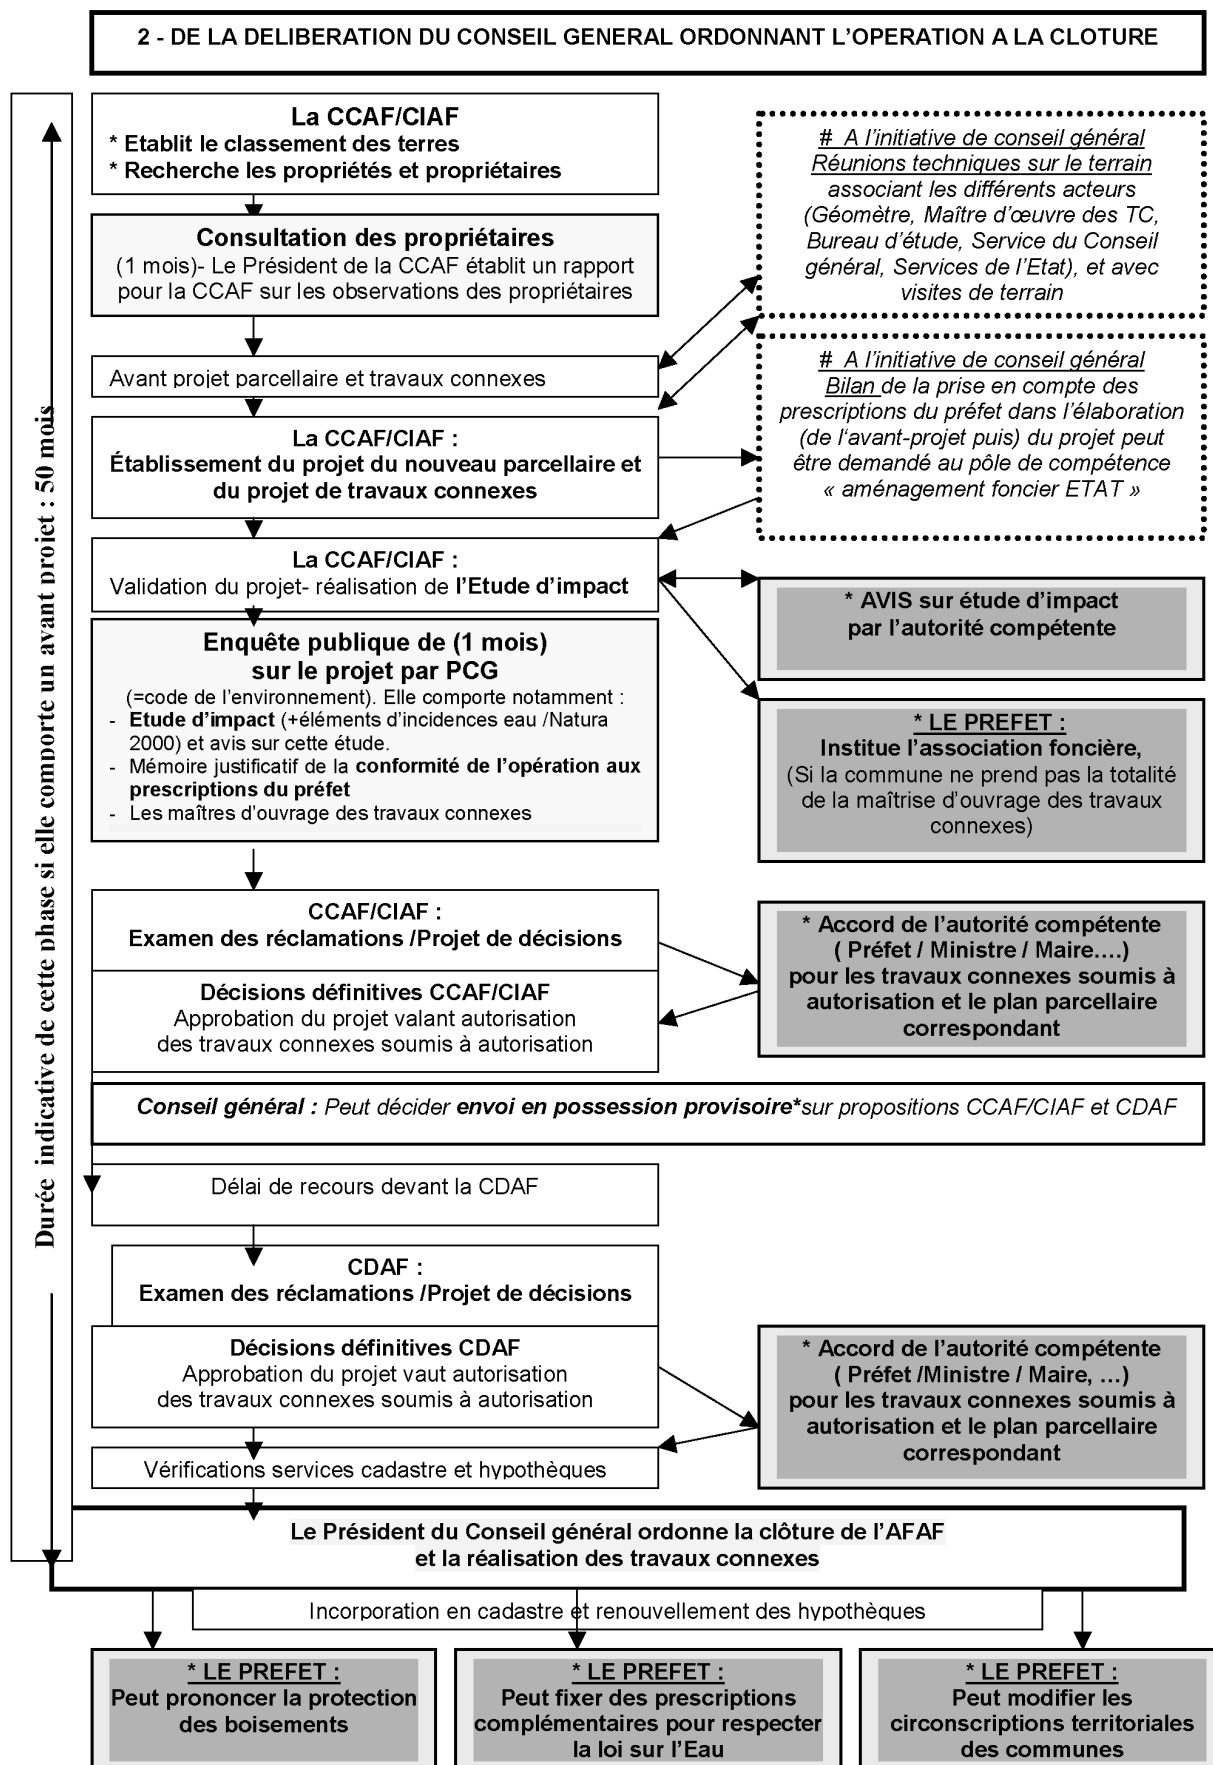 2 - DE LA DELIBERATION DU CONSEIL GENERAL ORDONNANT L'OPERATION A LA CLOTURE
Durée indicative de cette phase si elle comporte un avant projet : 50 mois
La CCAF/CIAF
* Etablit le classement des terres
* Recherche les propriétés et propriétaires
Consultation des propriétaires
(1 mois)- Le Président de la CCAF établit un rapport
pour la CCAF sur les observations des propriétaires
# A l'initiative de conseil général
Réunions techniques sur le terrain
associant les différents acteurs
(Géomètre, Maître d'œuvre des TC,
Bureau d'étude, Service du Conseil
général, Services de l'Etat), et avec
visites de terrain
Avant projet parcellaire et travaux connexes
La CCAF/CIAF :
Établissement du projet du nouveau parcellaire et
du projet de travaux connexes
# A l'initiative de conseil général
Bilan de la prise en compte des
prescriptions du préfet dans l'élaboration
(de l'avant-projet puis) du projet peut
être demandé au pôle de compétence
« aménagement foncier ETAT »
La CCAF/CIAF :
Validation du projet- réalisation de l'Etude d'impact
* AVIS sur étude d'impact
par l'autorité compétente
Enquête publique de (1 mois)
sur le projet par PCG
(=code de l'environnement). Elle comporte notamment :
- Etude d'impact (+éléments d'incidences eau /Natura
2000) et avis sur cette étude.
- Mémoire justificatif de la conformité de l'opération aux
prescriptions du préfet
- Les maîtres d'ouvrage des travaux connexes
* LE PREFET :
Institue l'association foncière,
(Si la commune ne prend pas la totalité
de la maîtrise d'ouvrage des travaux
connexes)
CCAF/CIAF :
Examen des réclamations /Projet de décisions
Décisions définitives CCAF/CIAF
Approbation du projet valant autorisation
des travaux connexes soumis à autorisation
* Accord de l'autorité compétente
( Préfet / Ministre / Maire….)
pour les travaux connexes soumis à
autorisation et le plan parcellaire
correspondant
Conseil général : Peut décider envoi en possession provisoire*sur propositions CCAF/CIAF et CDAF
Délai de recours devant la CDAF
CDAF :
Examen des réclamations /Projet de décisions
Décisions définitives CDAF
Approbation du projet vaut autorisation
des travaux connexes soumis à autorisation
* Accord de l'autorité compétente
( Préfet /Ministre / Maire, …)
pour les travaux connexes soumis à
autorisation et le plan parcellaire
correspondant
Vérifications services cadastre et hypothèques
Le Président du Conseil général ordonne la clôture de l'AFAF
et la réalisation des travaux connexes
Incorporation en cadastre et renouvellement des hypothèques
* LE PREFET :
Peut prononcer la protection
des boisements
* LE PREFET :
Peut fixer des prescriptions
complémentaires pour respecter
la loi sur l'Eau
* LE PREFET :
Peut modifier les
circonscriptions territoriales
des communes